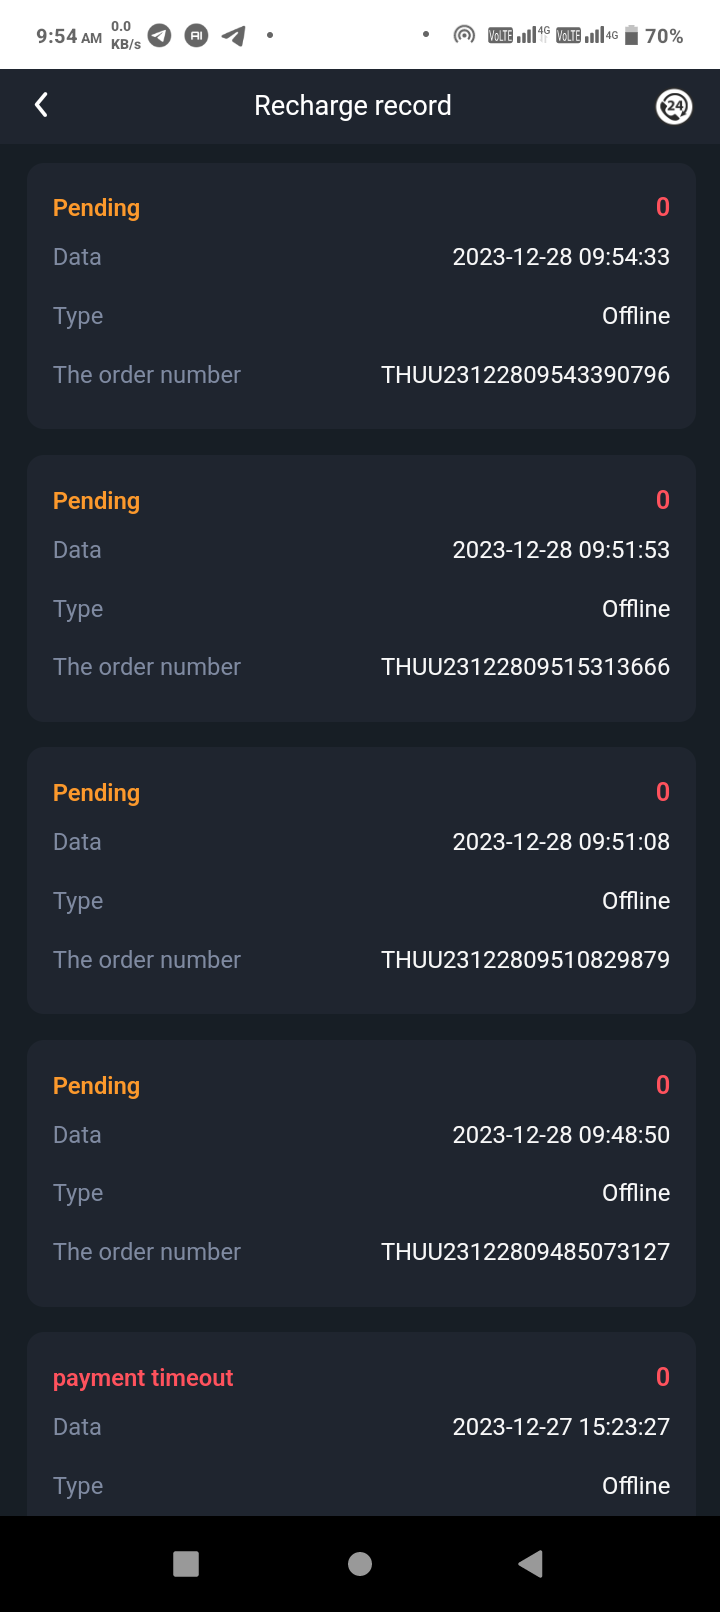 9:54 AM 0.0 KB/s AI VoLTE 4G VoLTE 4G 70%
Recharge record 24
Pending 0
Data 2023-12-28 09:54:33
Type Offline
The order number THUU23122809543390796
Pending 0
Data 2023-12-28 09:51:53
Type Offline
The order number THUU23122809515313666
Pending 0
Data 2023-12-28 09:51:08
Type Offline
The order number THUU23122809510829879
Pending 0
Data 2023-12-28 09:48:50
Type Offline
The order number THUU23122809485073127
payment timeout 0
Data 2023-12-27 15:23:27
Type Offline